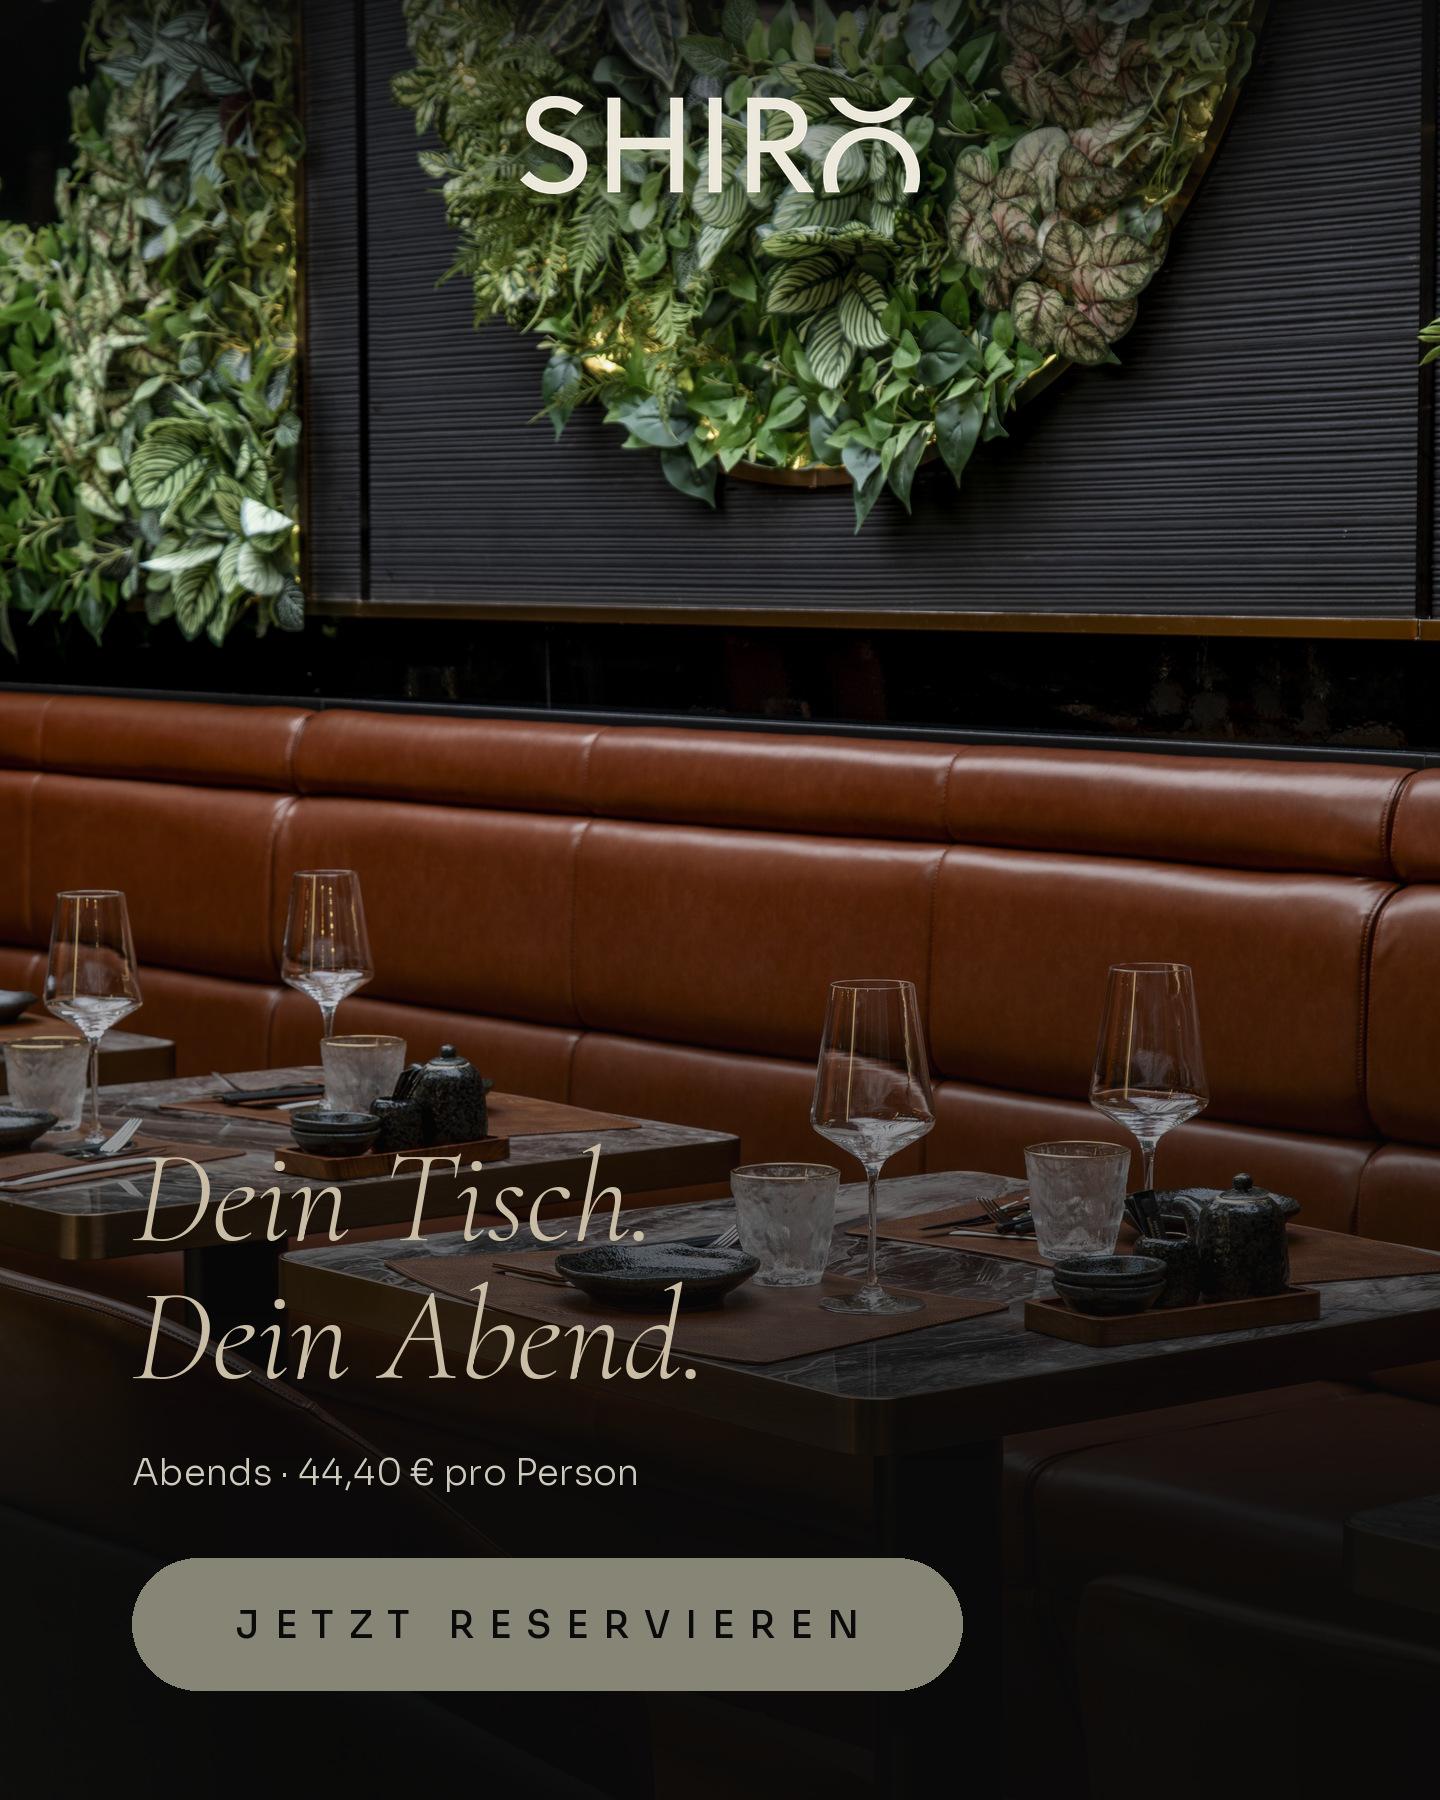 SHIRO
Dein Tisch.
Dein Abend.
Abends · 44,40 € pro Person
JETZT RESERVIEREN